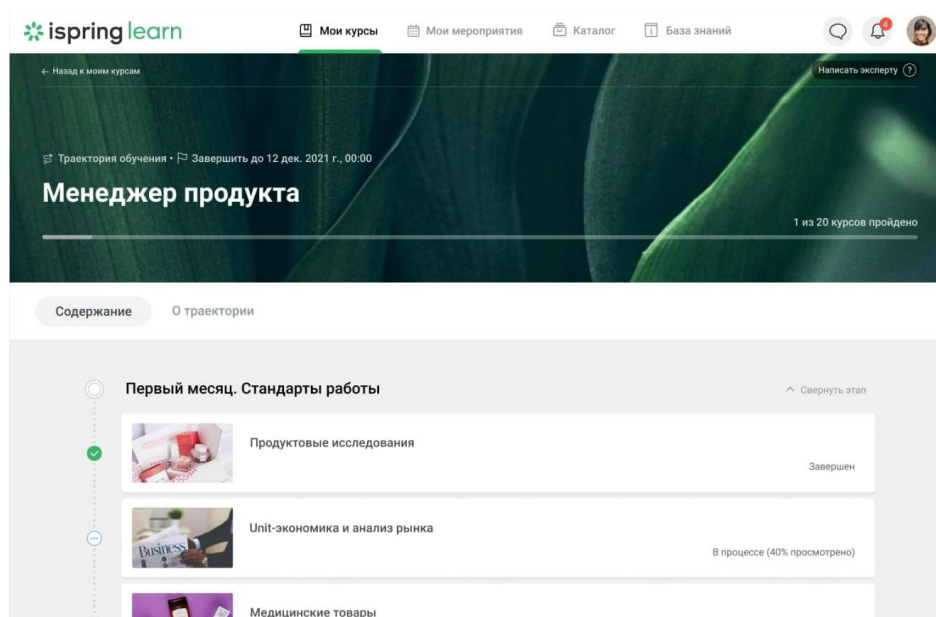 ispring learn
Мои курсы
Мои мероприятия
Каталог
База знаний
4
← Назад к моим курсам
Написать эксперту ?
Траектория обучения • Завершить до 12 дек. 2021 г., 00:00
Менеджер продукта
1 из 20 курсов пройдено
Содержание
О траектории
Первый месяц. Стандарты работы
Свернуть этап
Продуктовые исследования
Завершен
Business
Unit-экономика и анализ рынка
В процессе (40% просмотрено)
Медицинские товары